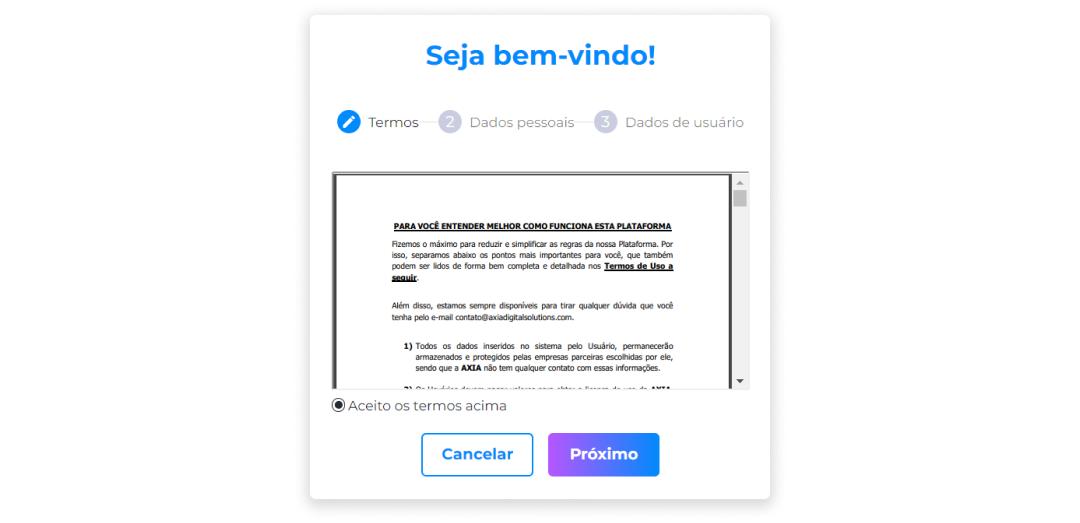 Seja bem-vindo!
Termos 2 Dados pessoais 3 Dados de usuário
PARA VOCÊ ENTENDER MELHOR COMO FUNCIONA ESTA PLATAFORMA
Fizemos o máximo para reduzir e simplificar as regras da nossa Plataforma. Por
isso, separamos abaixo os pontos mais importantes para você, que também
podem ser lidos de forma bem completa e detalhada nos Termos de Uso a
seguir.
Além disso, estamos sempre disponíveis para tirar qualquer dúvida que você
tenha pelo e-mail contato@axiadigitalsolutions.com.
1) Todos os dados inseridos no sistema pelo Usuário, permanecerão
armazenados e protegidos pelas empresas parceiras escolhidas por ele,
sendo que a AXIA não tem qualquer contato com essas informações.
Aceito os termos acima
Cancelar Próximo